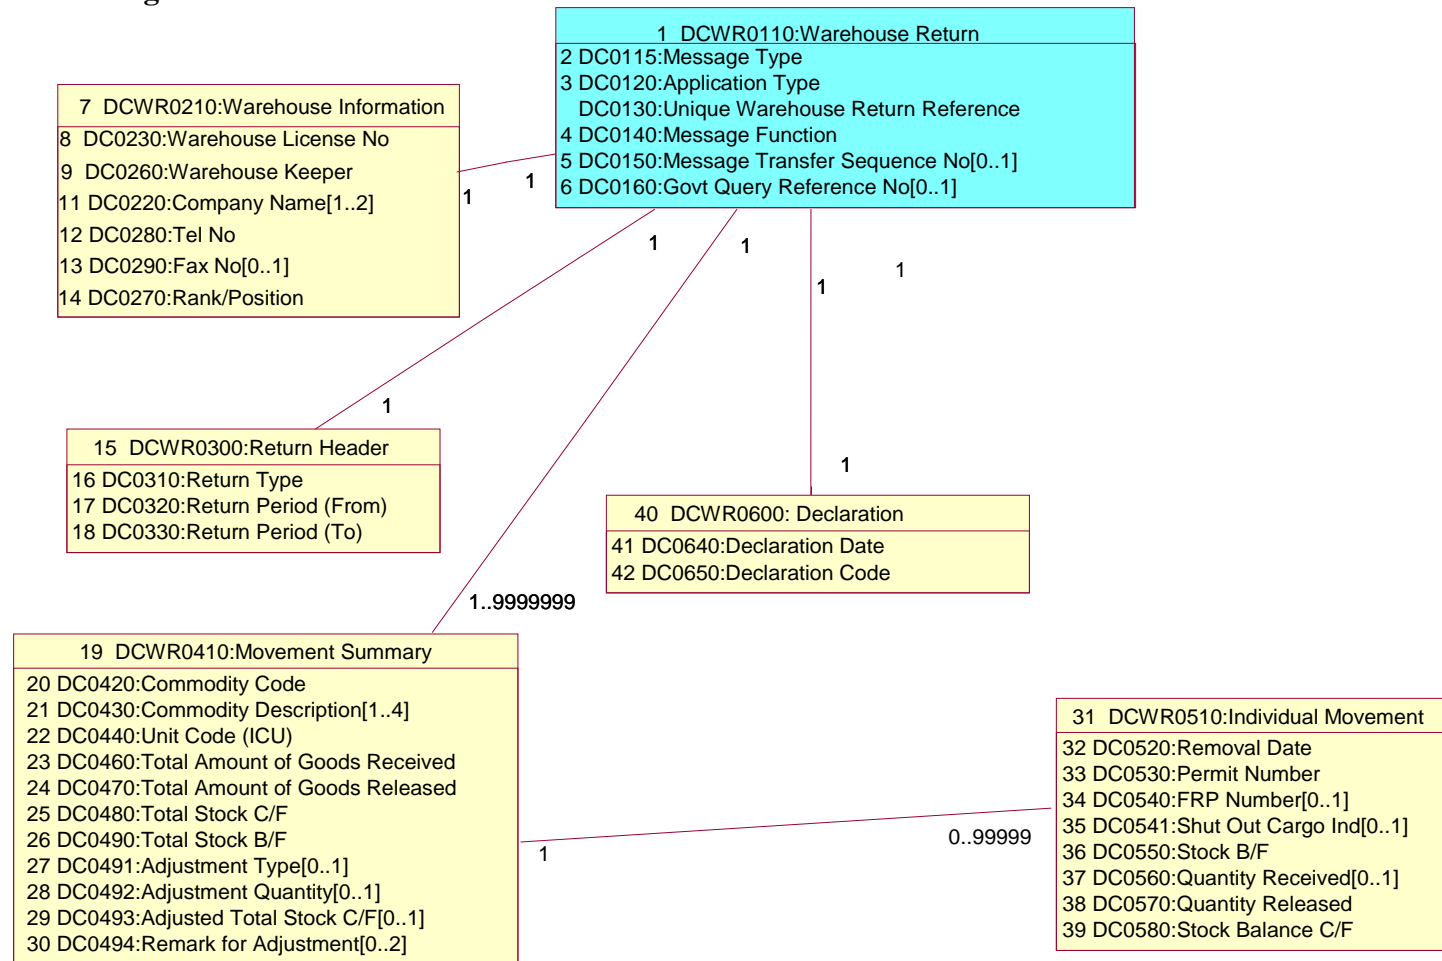 g
1 DCWR0110:Warehouse Return
2 DC0115:Message Type
3 DC0120:Application Type
DC0130:Unique Warehouse Return Reference
4 DC0140:Message Function
5 DC0150:Message Transfer Sequence No[0..1]
6 DC0160:Govt Query Reference No[0..1]
7 DCWR0210:Warehouse Information
8 DC0230:Warehouse License No
9 DC0260:Warehouse Keeper
11 DC0220:Company Name[1..2]
12 DC0280:Tel No
13 DC0290:Fax No[0..1]
14 DC0270:Rank/Position
1
1
1
1
1
1
1
1
15 DCWR0300:Return Header
16 DC0310:Return Type
17 DC0320:Return Period (From)
18 DC0330:Return Period (To)
40 DCWR0600: Declaration
41 DC0640:Declaration Date
42 DC0650:Declaration Code
1..9999999
19 DCWR0410:Movement Summary
20 DC0420:Commodity Code
21 DC0430:Commodity Description[1..4]
22 DC0440:Unit Code (ICU)
23 DC0460:Total Amount of Goods Received
24 DC0470:Total Amount of Goods Released
25 DC0480:Total Stock C/F
26 DC0490:Total Stock B/F
27 DC0491:Adjustment Type[0..1]
28 DC0492:Adjustment Quantity[0..1]
29 DC0493:Adjusted Total Stock C/F[0..1]
30 DC0494:Remark for Adjustment[0..2]
1
0..99999
31 DCWR0510:Individual Movement
32 DC0520:Removal Date
33 DC0530:Permit Number
34 DC0540:FRP Number[0..1]
35 DC0541:Shut Out Cargo Ind[0..1]
36 DC0550:Stock B/F
37 DC0560:Quantity Received[0..1]
38 DC0570:Quantity Released
39 DC0580:Stock Balance C/F